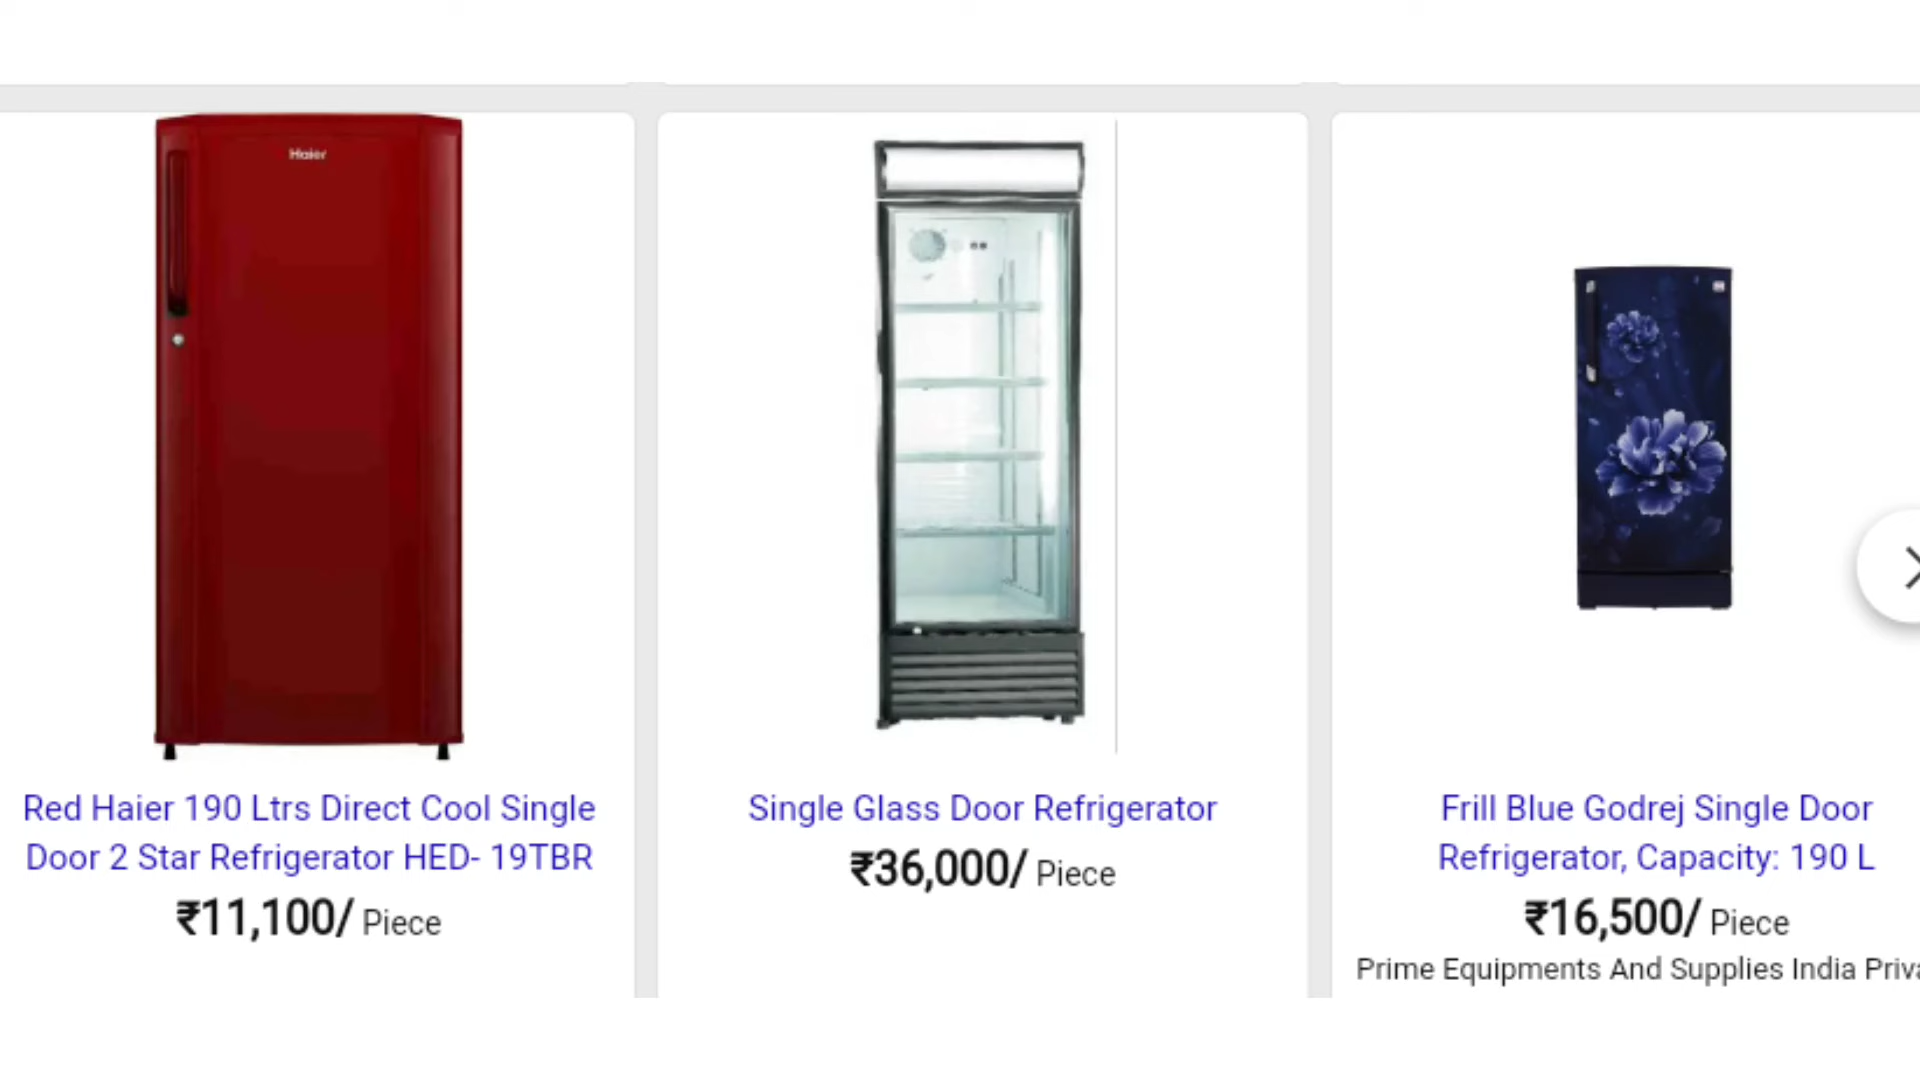 Haier
Red Haier 190 Ltrs Direct Cool Single
Door 2 Star Refrigerator HED- 19TBR
₹11,100/ Piece
Single Glass Door Refrigerator
₹36,000/ Piece
Frill Blue Godrej Single Door
Refrigerator, Capacity: 190 L
₹16,500/ Piece
Prime Equipments And Supplies India Priva